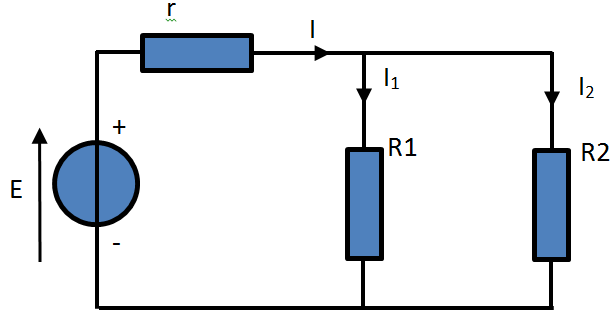 r
I
I₁
I₂
+
R1
R2
E
-